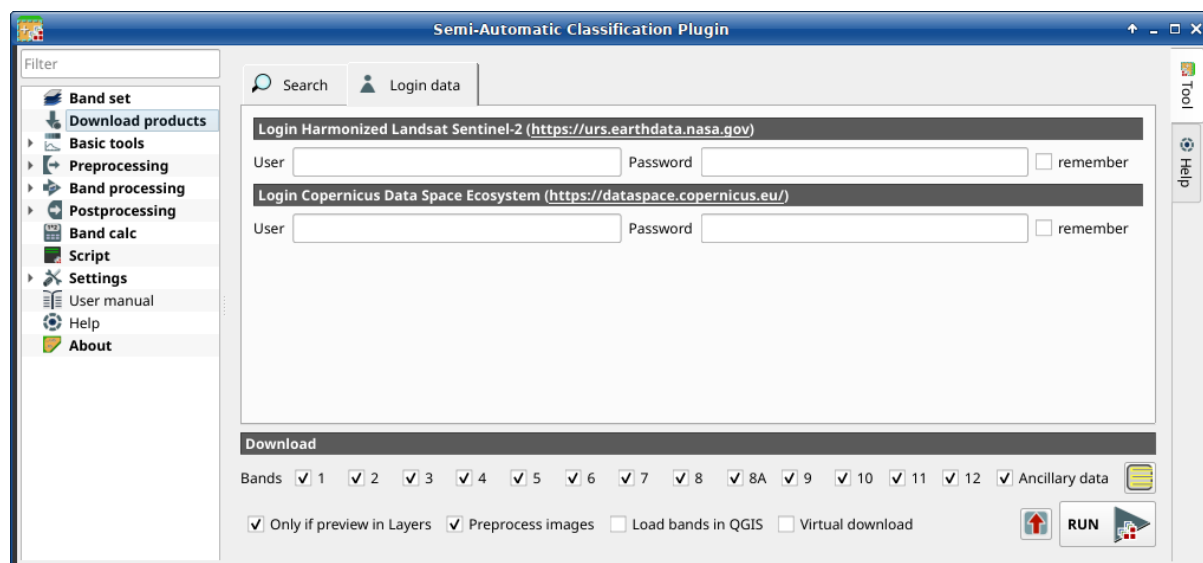 Semi-Automatic Classification Plugin
Filter
Band set
Download products
Basic tools
Preprocessing
Band processing
Postprocessing
Band calc
Script
Settings
User manual
Help
About
Search Login data
Login Harmonized Landsat Sentinel-2 (https://urs.earthdata.nasa.gov)
User Password remember
Login Copernicus Data Space Ecosystem (https://dataspace.copernicus.eu/)
User Password remember
Download
Bands 1 2 3 4 5 6 7 8 8A 9 10 11 12 Ancillary data
Only if preview in Layers Preprocess images Load bands in QGIS Virtual download RUN
Tool
Help